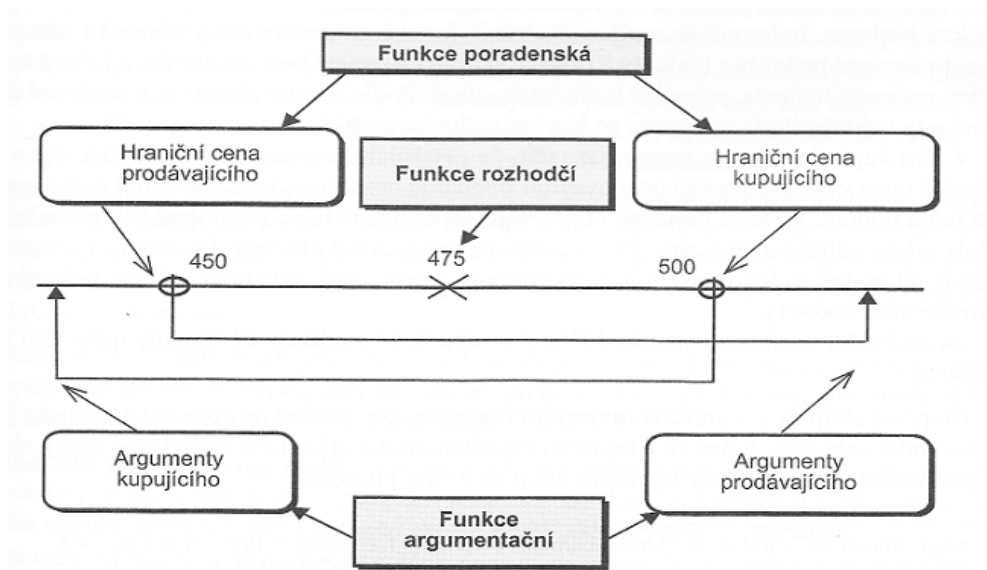 Funkce poradenská
Hraniční cena
prodávajícího
Funkce rozhodčí
Hraniční cena
kupujícího
450
475
500
Argumenty
kupujícího
Argumenty
prodávajícího
Funkce
argumentační